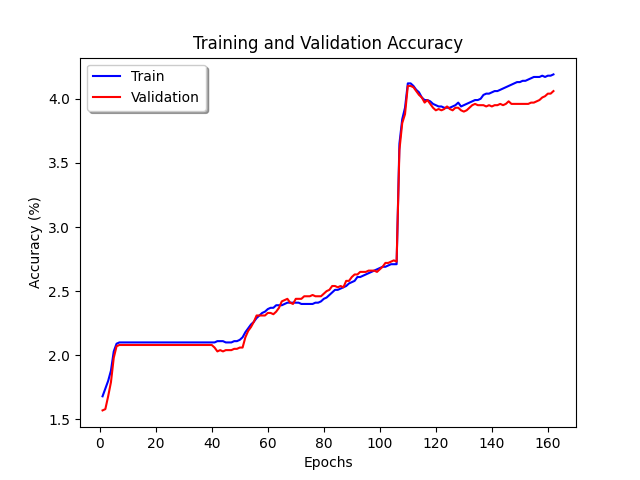 Training and Validation Accuracy
Train
Validation
4.0
3.5
3.0
2.5
2.0
1.5
Accuracy (%)
0 20 40 60 80 100 120 140 160
Epochs